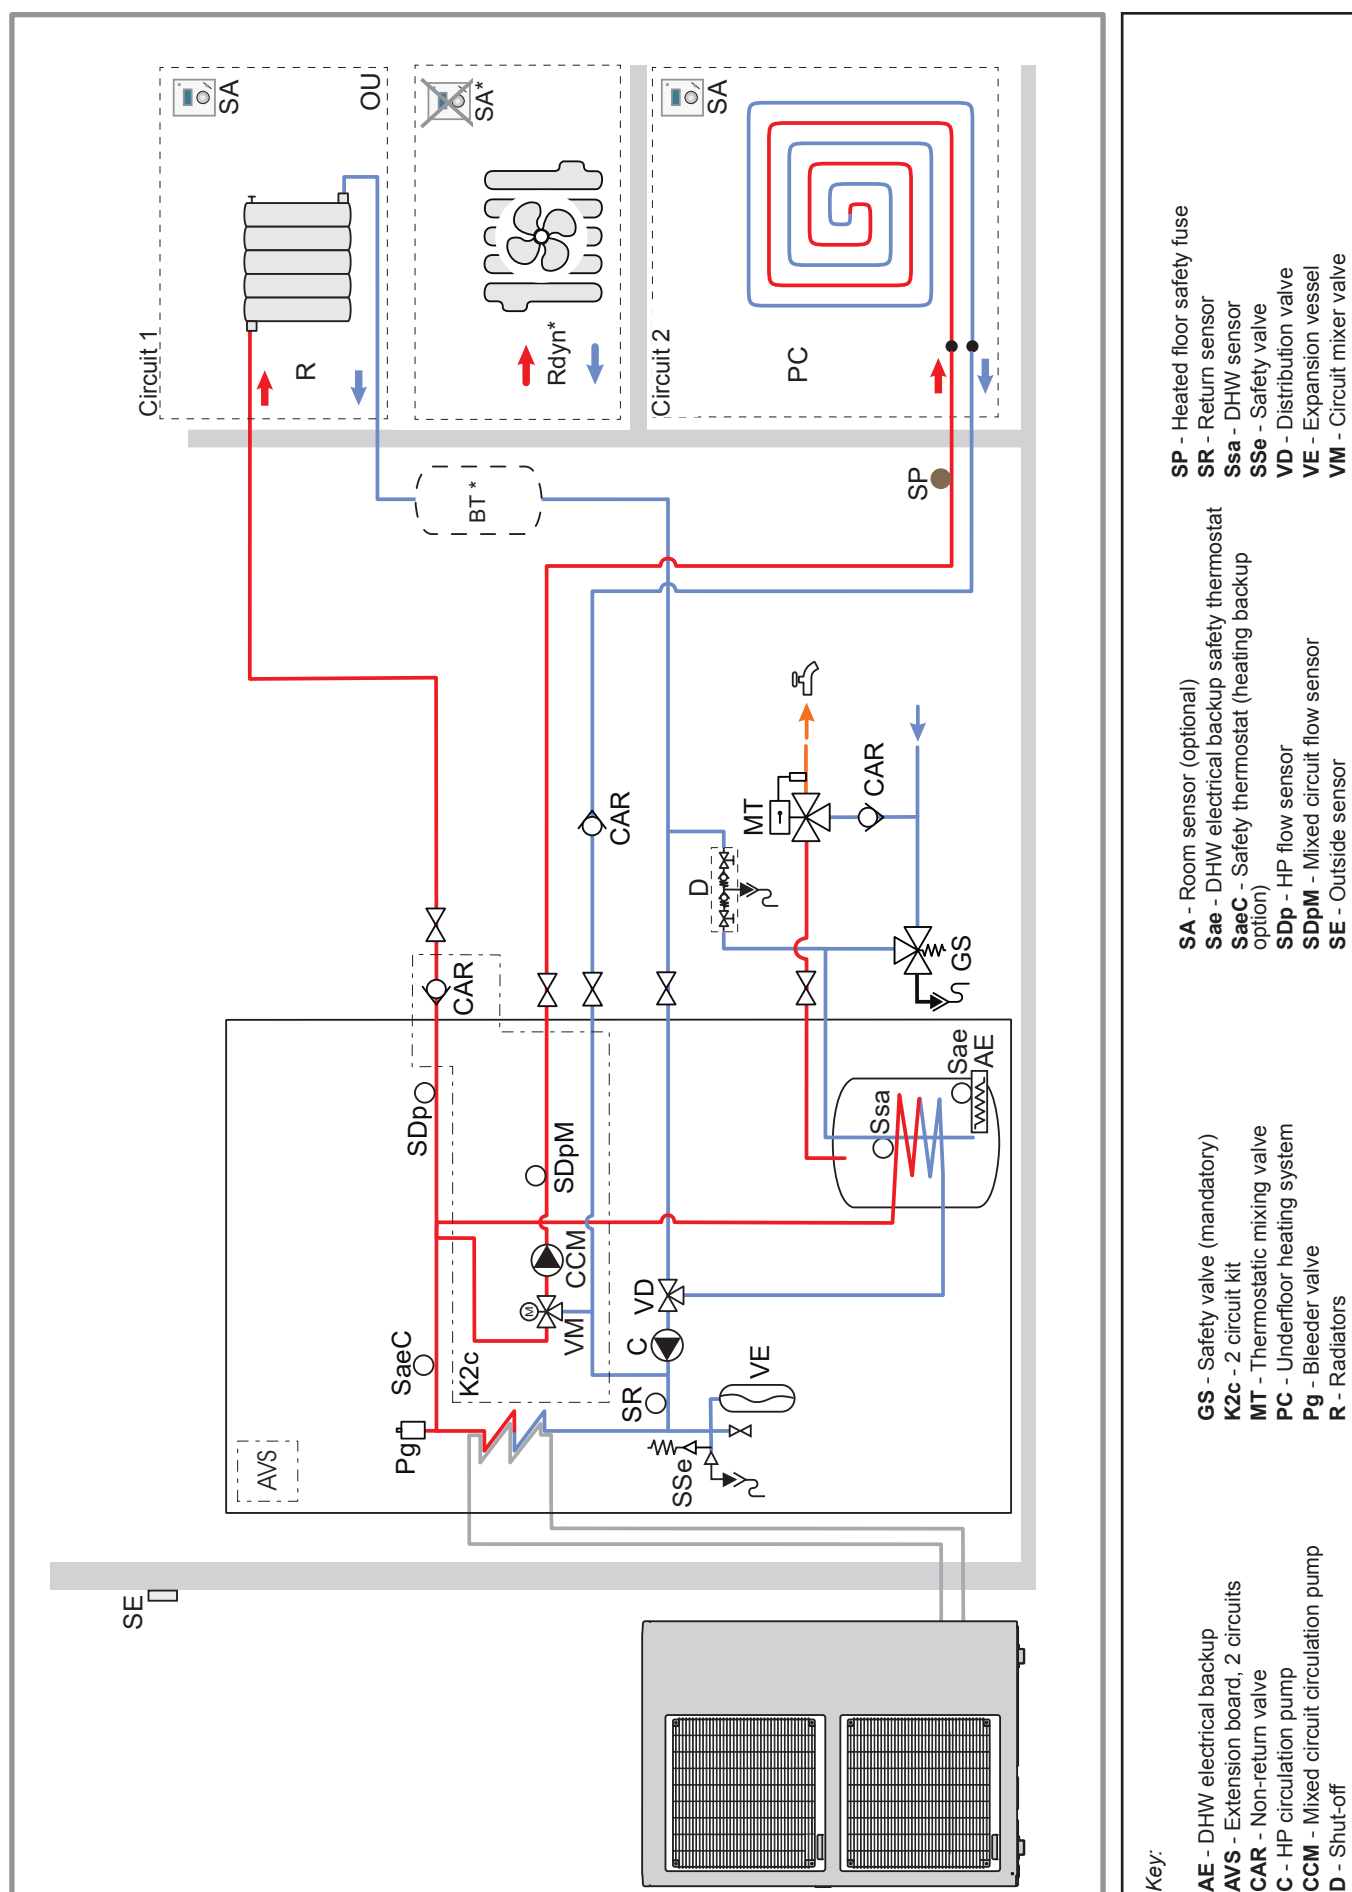 Circuit 1
SA
OU
R
SA*
Rdyn*
Circuit 2
SA
PC
BT *
SP
CAR
CAR
MT
CAR
D
GS
SDp
SDpM
Ssa
Sae
AE
CCM
VM
VD
C
K2c
SaeC
SR
VE
Pg
SSe
AVS
M
SE
Key:
AE - DHW electrical backup
AVS - Extension board, 2 circuits
CAR - Non-return valve
C - HP circulation pump
CCM - Mixed circuit circulation pump
D - Shut-off
GS - Safety valve (mandatory)
K2c - 2 circuit kit
MT - Thermostatic mixing valve
PC - Underfloor heating system
Pg - Bleeder valve
R - Radiators
SA - Room sensor (optional)
Sae - DHW electrical backup safety thermostat
SaeC - Safety thermostat (heating backup
option)
SDp - HP flow sensor
SDpM - Mixed circuit flow sensor
SE - Outside sensor
SP - Heated floor safety fuse
SR - Return sensor
Ssa - DHW sensor
SSe - Safety valve
VD - Distribution valve
VE - Expansion vessel
VM - Circuit mixer valve